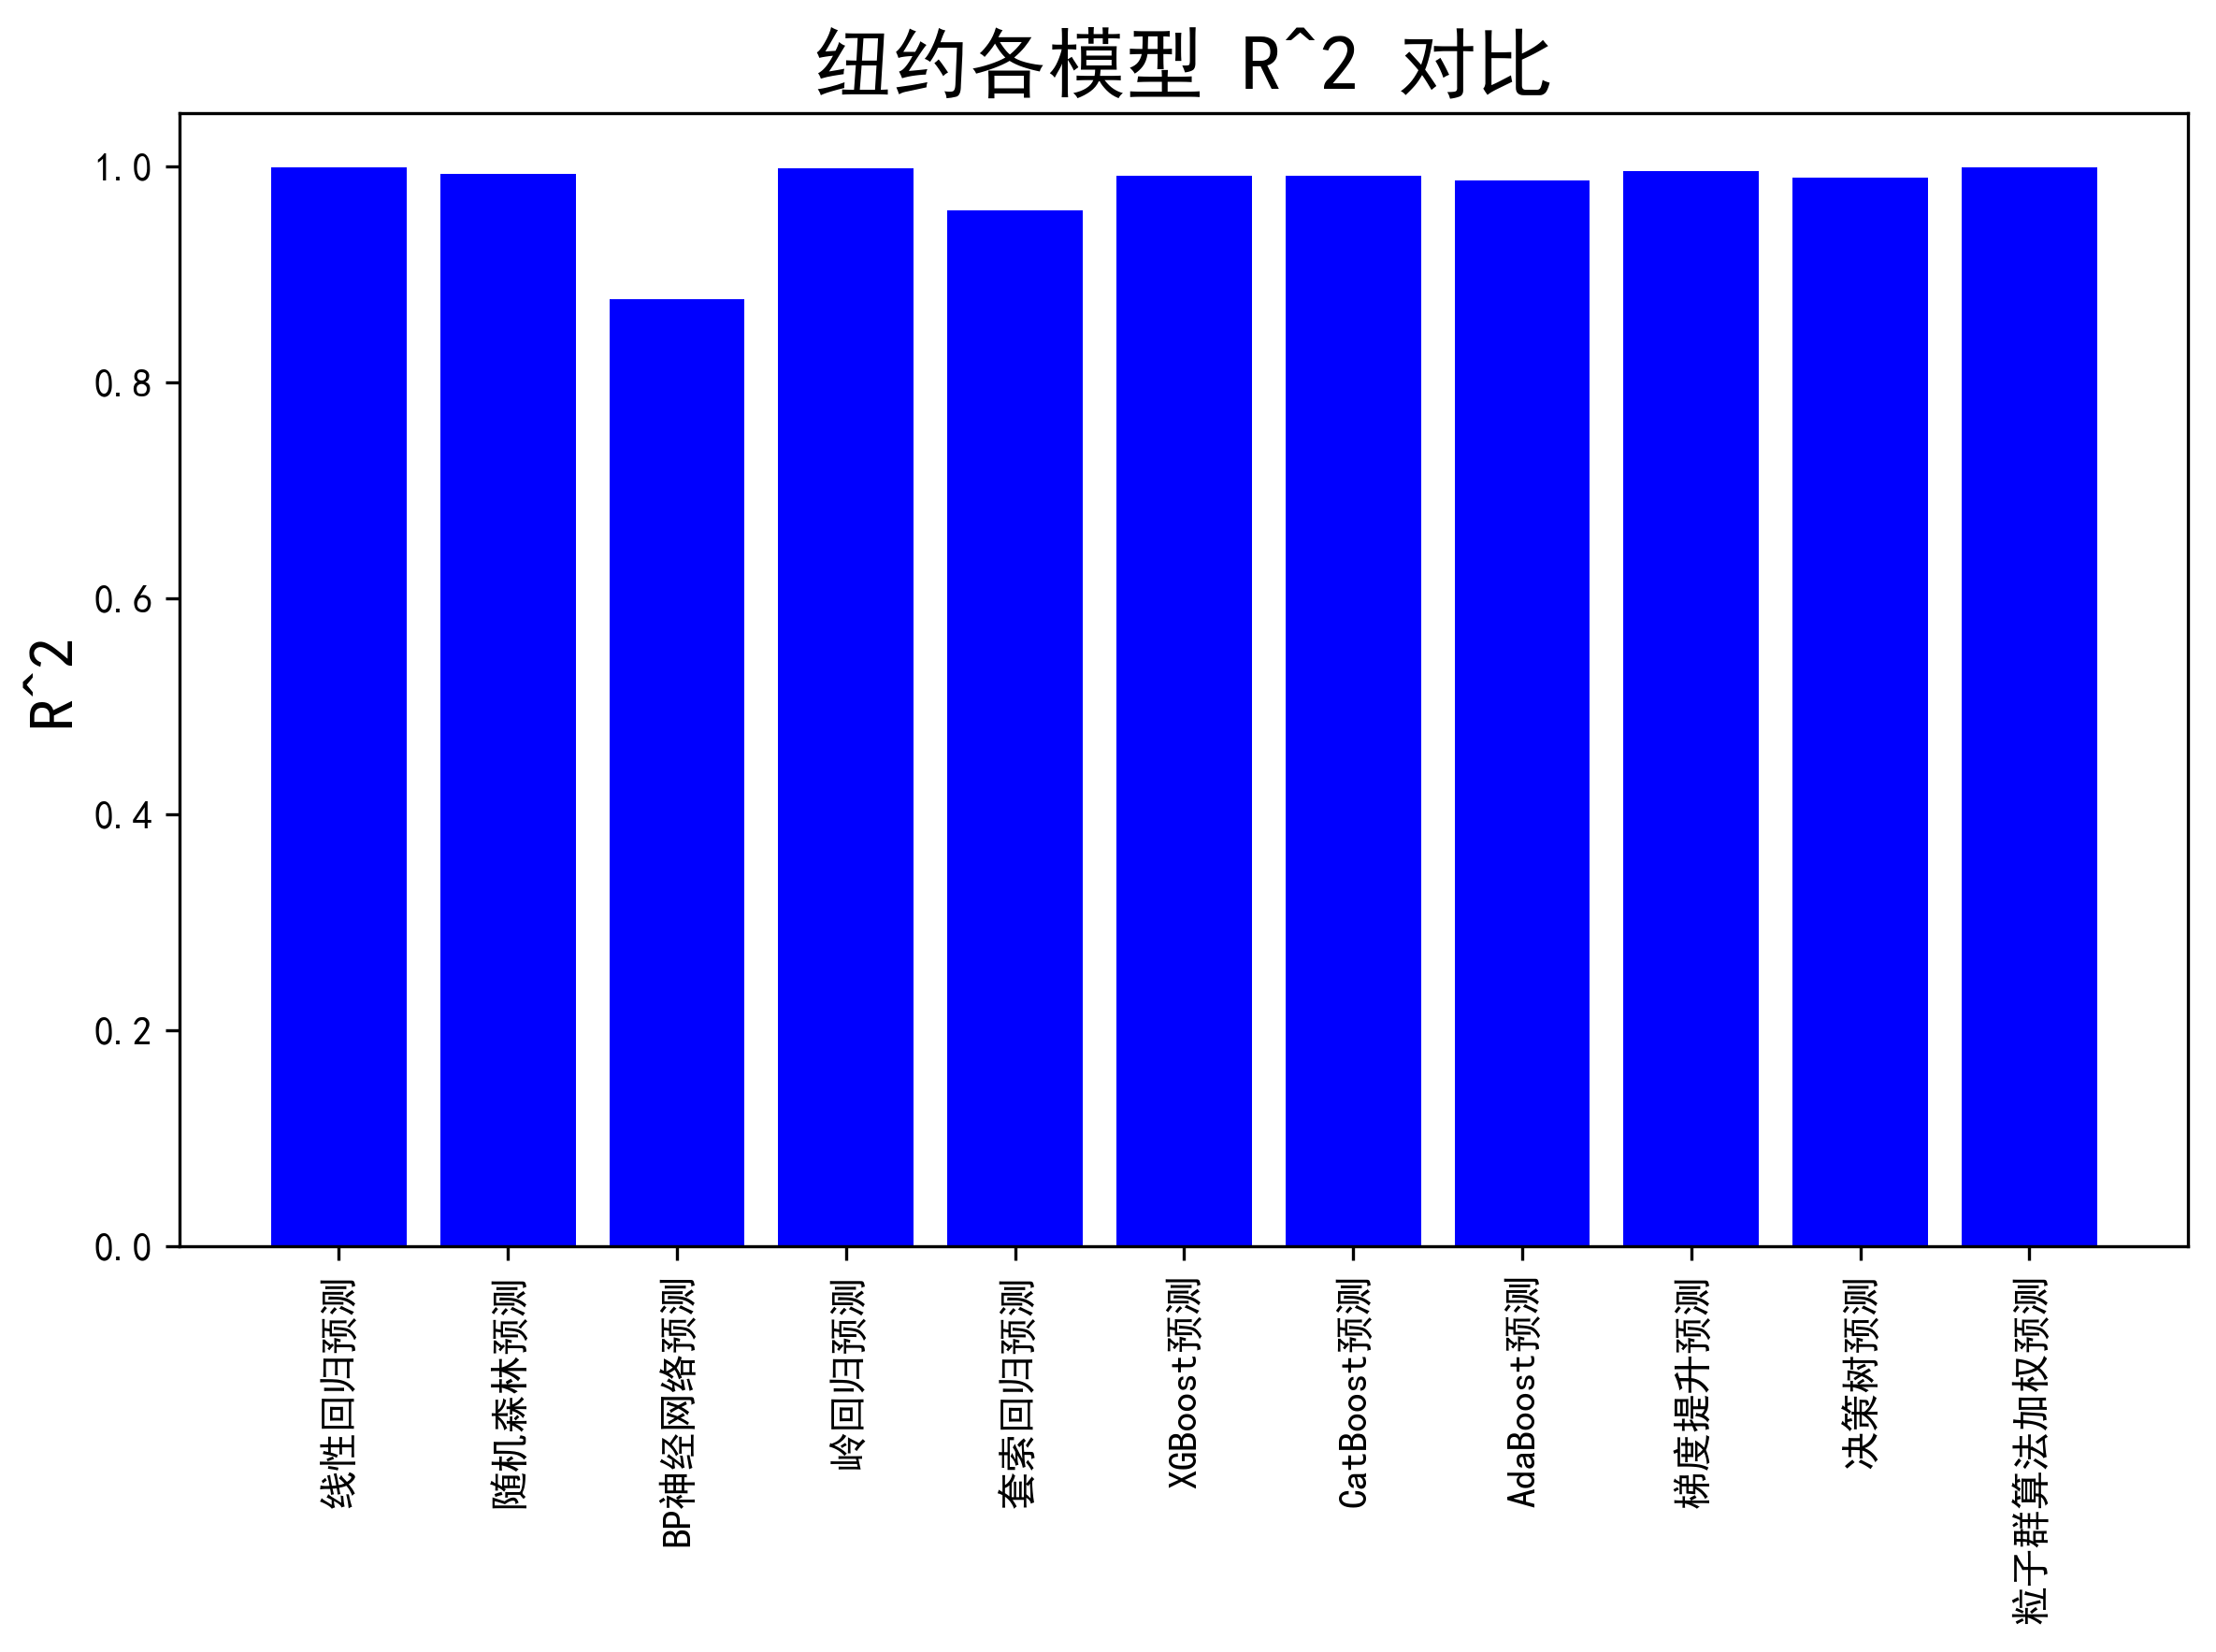 纽约各模型 R^2 对比
R^2
1.0
0.8
0.6
0.4
0.2
0.0
线性回归预测
随机森林预测
BP神经网络预测
岭回归预测
套索回归预测
XGBoost预测
CatBoost预测
AdaBoost预测
梯度提升预测
决策树预测
粒子群算法加权预测